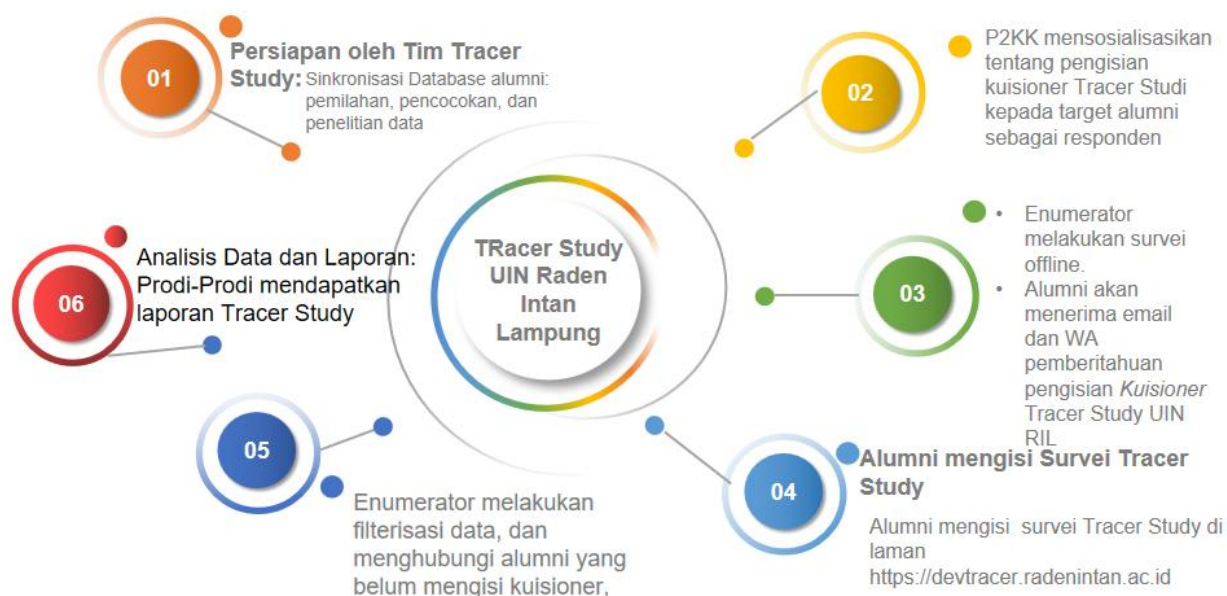 01
Persiapan oleh Tim Tracer
Study: Sinkronisasi Database alumni:
pemilahan, pencocokan, dan
penelitian data
02
P2KK mensosialisasikan
tentang pengisian
kuisioner Tracer Studi
kepada target alumni
sebagai responden
TRacer Study
UIN Raden
Intan
Lampung
03
• Enumerator
melakukan survei
offline.
• Alumni akan
menerima email
dan WA
pemberitahuan
pengisian Kuisioner
Tracer Study UIN
RIL
04
Alumni mengisi Survei Tracer
Study
Alumni mengisi survei Tracer Study di
laman
https://devtracer.radenintan.ac.id
05
Enumerator melakukan
filterisasi data, dan
menghubungi alumni yang
belum mengisi kuisioner,
06
Analisis Data dan Laporan:
Prodi-Prodi mendapatkan
laporan Tracer Study